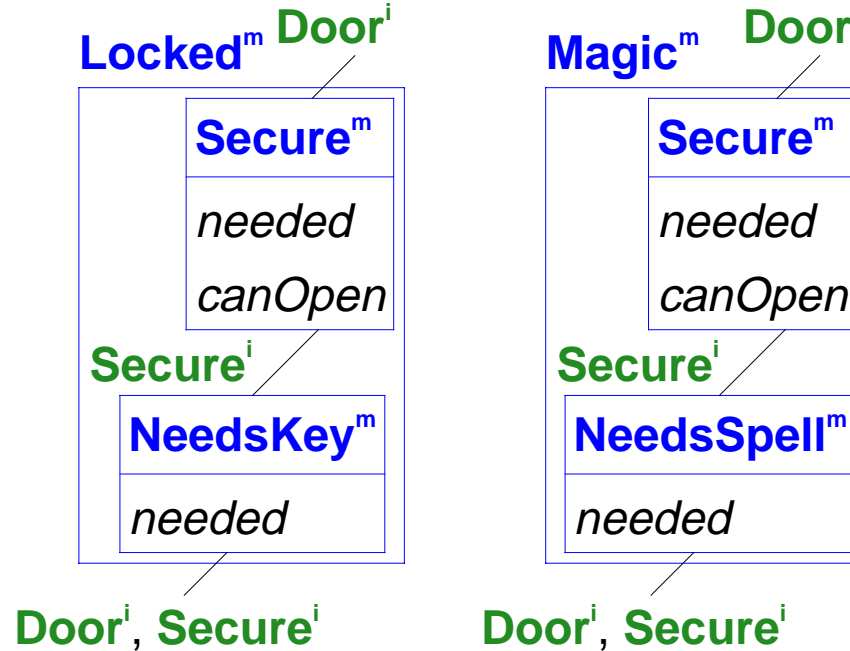 Locked^m Door^i
Secure^m
needed
canOpen
Secure^i
NeedsKey^m
needed
Door^i, Secure^i
Magic^m Door
Secure^m
needed
canOpen
Secure^i
NeedsSpell^m
needed
Door^i, Secure^i